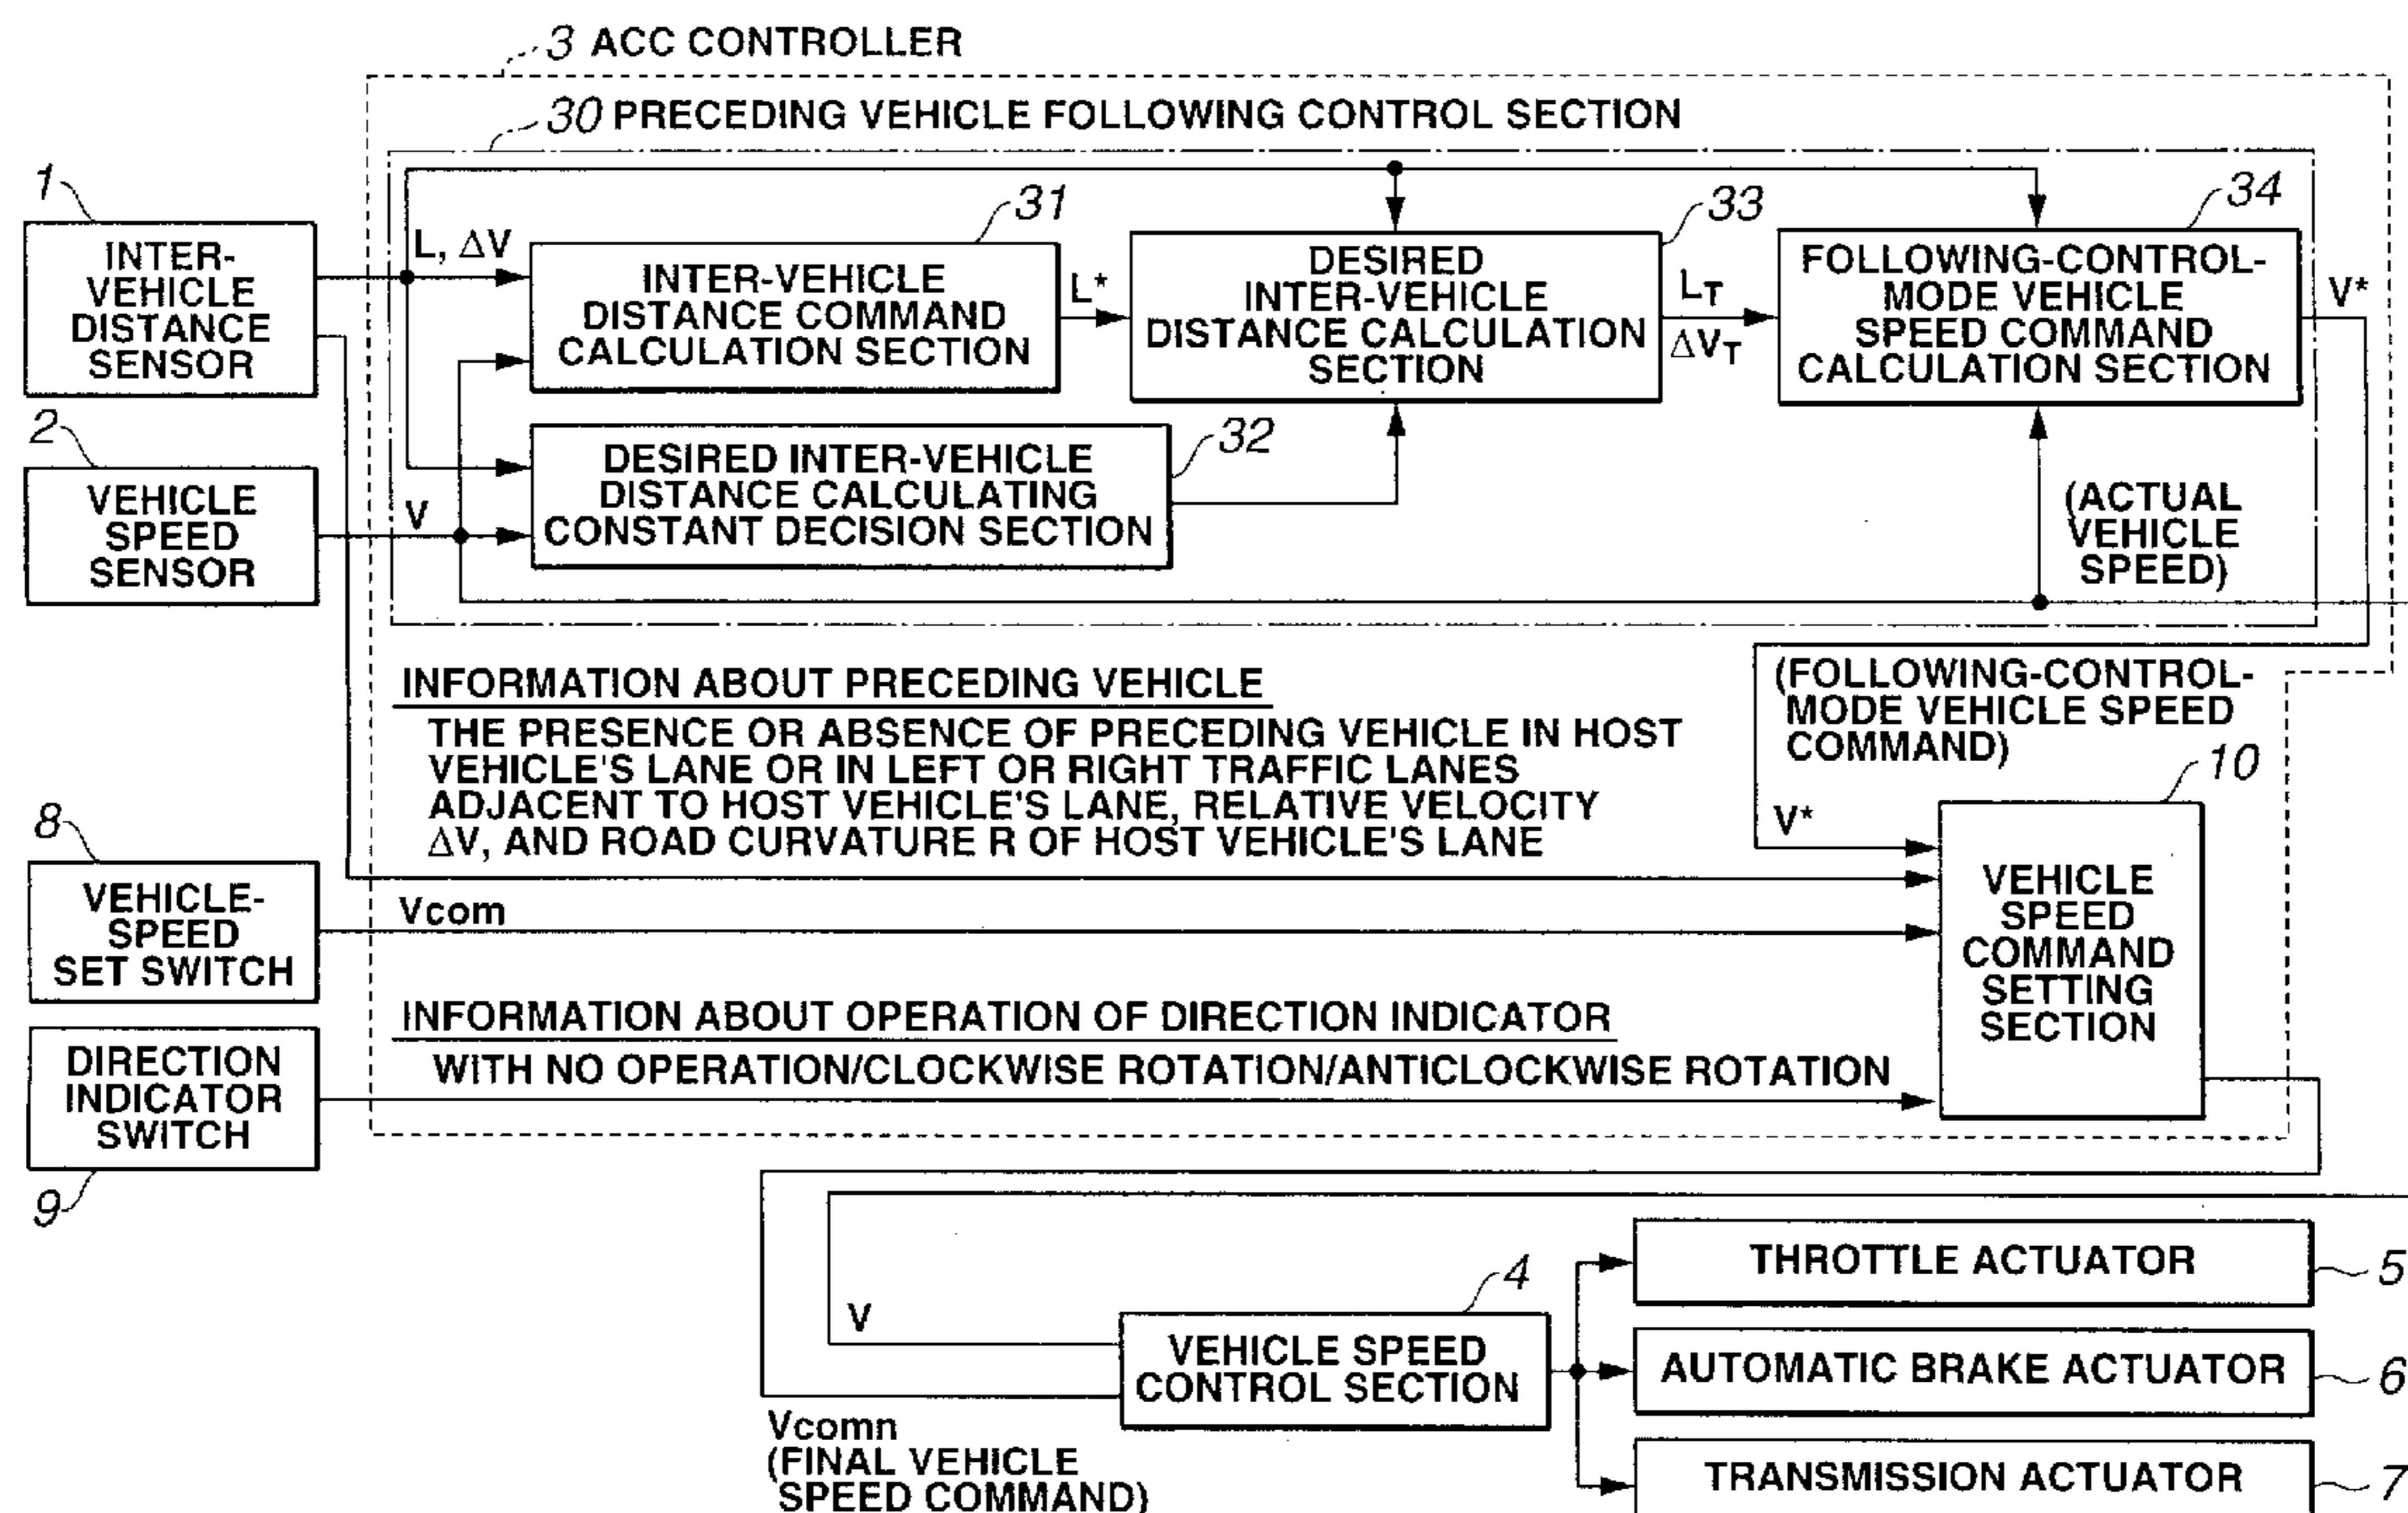 3 ACC CONTROLLER
30 PRECEDING VEHICLE FOLLOWING CONTROL SECTION
1
INTER-
VEHICLE
DISTANCE
SENSOR
L, ΔV
31
INTER-VEHICLE
DISTANCE COMMAND
CALCULATION SECTION
L*
33
DESIRED
INTER-VEHICLE
DISTANCE CALCULATION
SECTION
LT
ΔVT
34
FOLLOWING-CONTROL-
MODE VEHICLE
SPEED COMMAND
CALCULATION SECTION
V*
2
VEHICLE
SPEED
SENSOR
V
32
DESIRED INTER-VEHICLE
DISTANCE CALCULATING
CONSTANT DECISION SECTION
(ACTUAL
VEHICLE
SPEED)
INFORMATION ABOUT PRECEDING VEHICLE
THE PRESENCE OR ABSENCE OF PRECEDING VEHICLE IN HOST
VEHICLE'S LANE OR IN LEFT OR RIGHT TRAFFIC LANES
ADJACENT TO HOST VEHICLE'S LANE, RELATIVE VELOCITY
ΔV, AND ROAD CURVATURE R OF HOST VEHICLE'S LANE
(FOLLOWING-CONTROL-
MODE VEHICLE SPEED
COMMAND)
V*
10
VEHICLE
SPEED
COMMAND
SETTING
SECTION
8
VEHICLE-
SPEED
SET SWITCH
Vcom
INFORMATION ABOUT OPERATION OF DIRECTION INDICATOR
WITH NO OPERATION/CLOCKWISE ROTATION/ANTICLOCKWISE ROTATION
DIRECTION
INDICATOR
SWITCH
9
V
4
VEHICLE SPEED
CONTROL SECTION
Vcomn
(FINAL VEHICLE
SPEED COMMAND)
THROTTLE ACTUATOR
5
AUTOMATIC BRAKE ACTUATOR
6
TRANSMISSION ACTUATOR
7